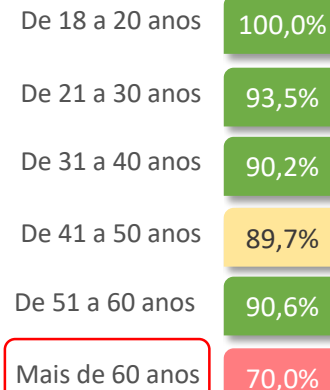 De 18 a 20 anos 100,0%
De 21 a 30 anos 93,5%
De 31 a 40 anos 90,2%
De 41 a 50 anos 89,7%
De 51 a 60 anos 90,6%
Mais de 60 anos 70,0%